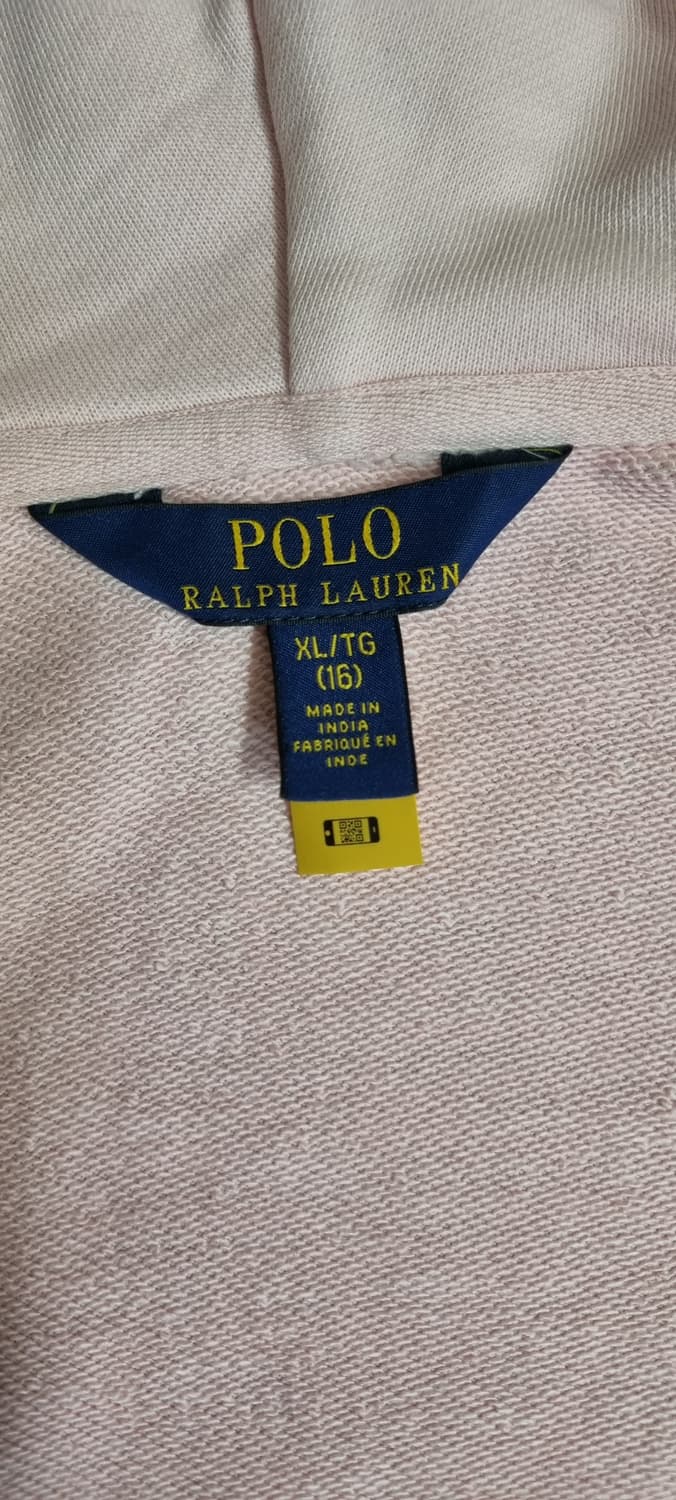 POLO
RALPH LAUREN
XL/TG
(16)
MADE IN
INDIA
FABRIQUÉ EN
INDE